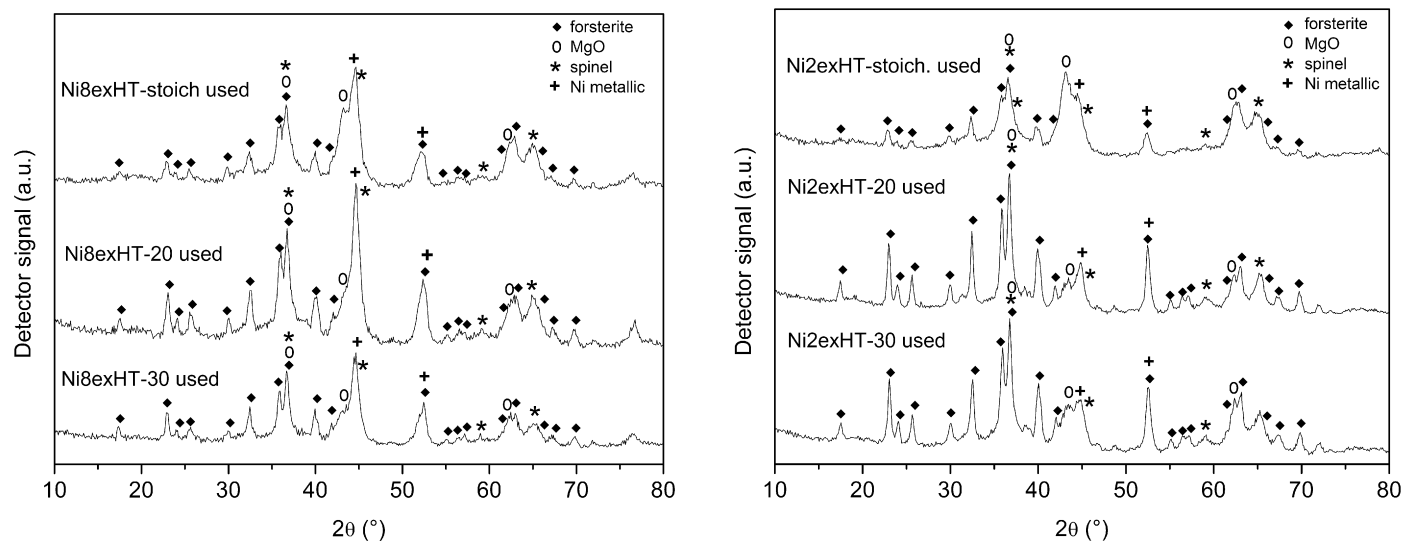 forsterite
MgO
spinel
Ni metallic
Ni8exHT-stoich used
Ni8exHT-20 used
Ni8exHT-30 used
Detector signal (a.u.)
10 20 30 40 50 60 70 80
2θ (°)
forsterite
MgO
spinel
Ni metallic
Ni2exHT-stoich. used
Ni2exHT-20 used
Ni2exHT-30 used
Detector signal (a.u.)
10 20 30 40 50 60 70 80
2θ (°)